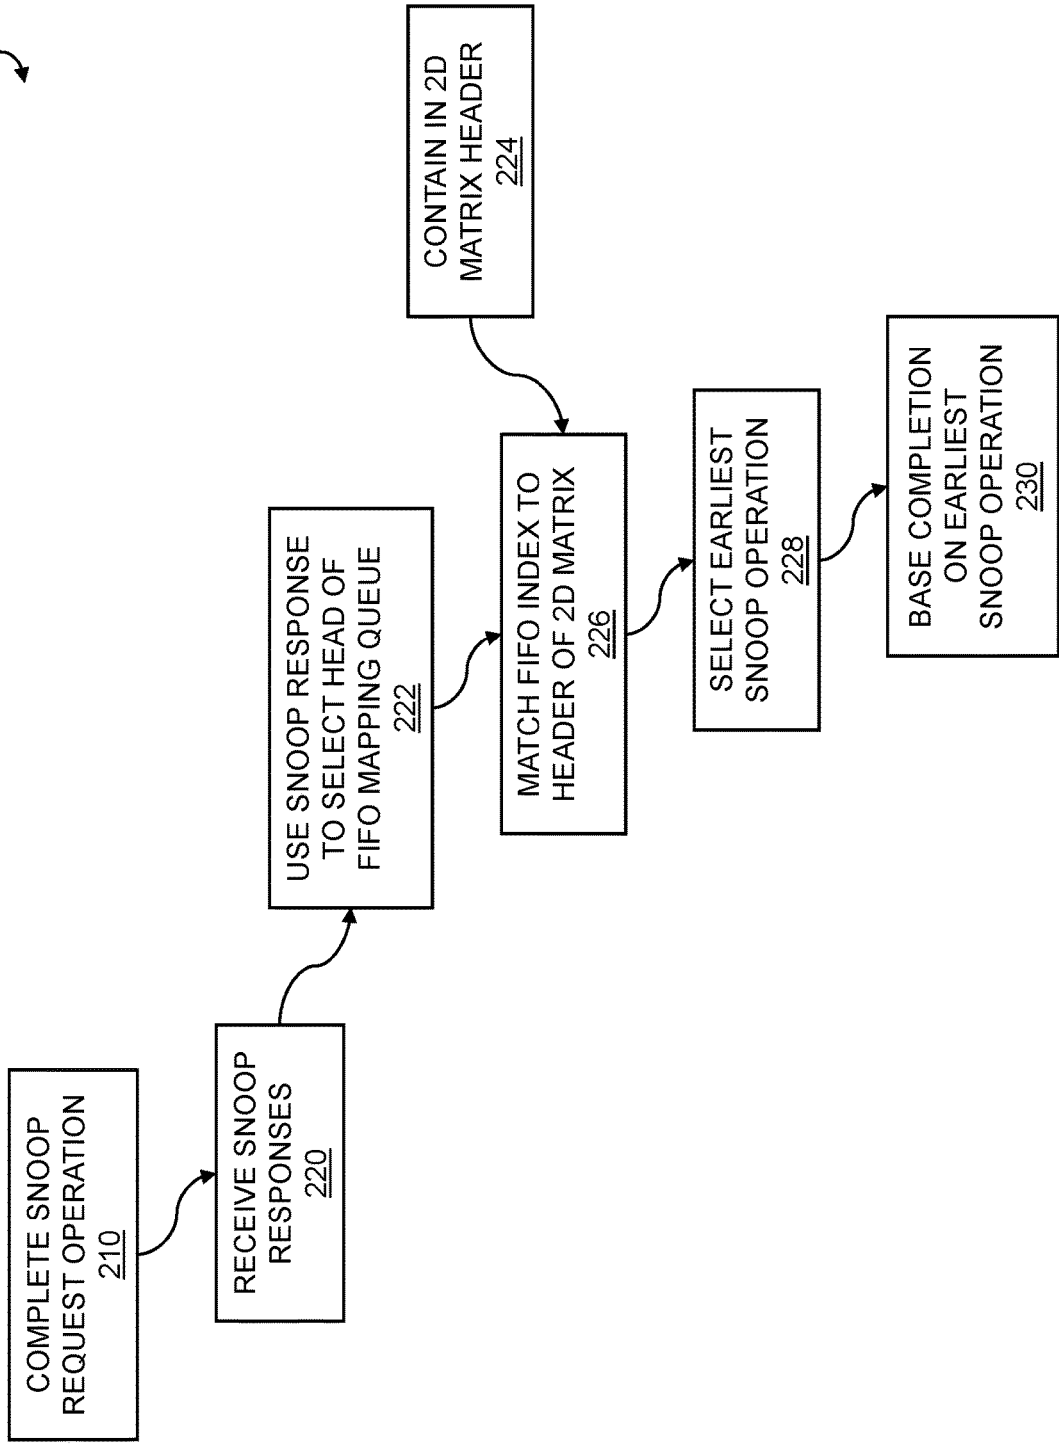 COMPLETE SNOOP
REQUEST OPERATION
210
RECEIVE SNOOP
RESPONSES
220
USE SNOOP RESPONSE
TO SELECT HEAD OF
FIFO MAPPING QUEUE
222
CONTAIN IN 2D
MATRIX HEADER
224
MATCH FIFO INDEX TO
HEADER OF 2D MATRIX
226
SELECT EARLIEST
SNOOP OPERATION
228
BASE COMPLETION
ON EARLIEST
SNOOP OPERATION
230